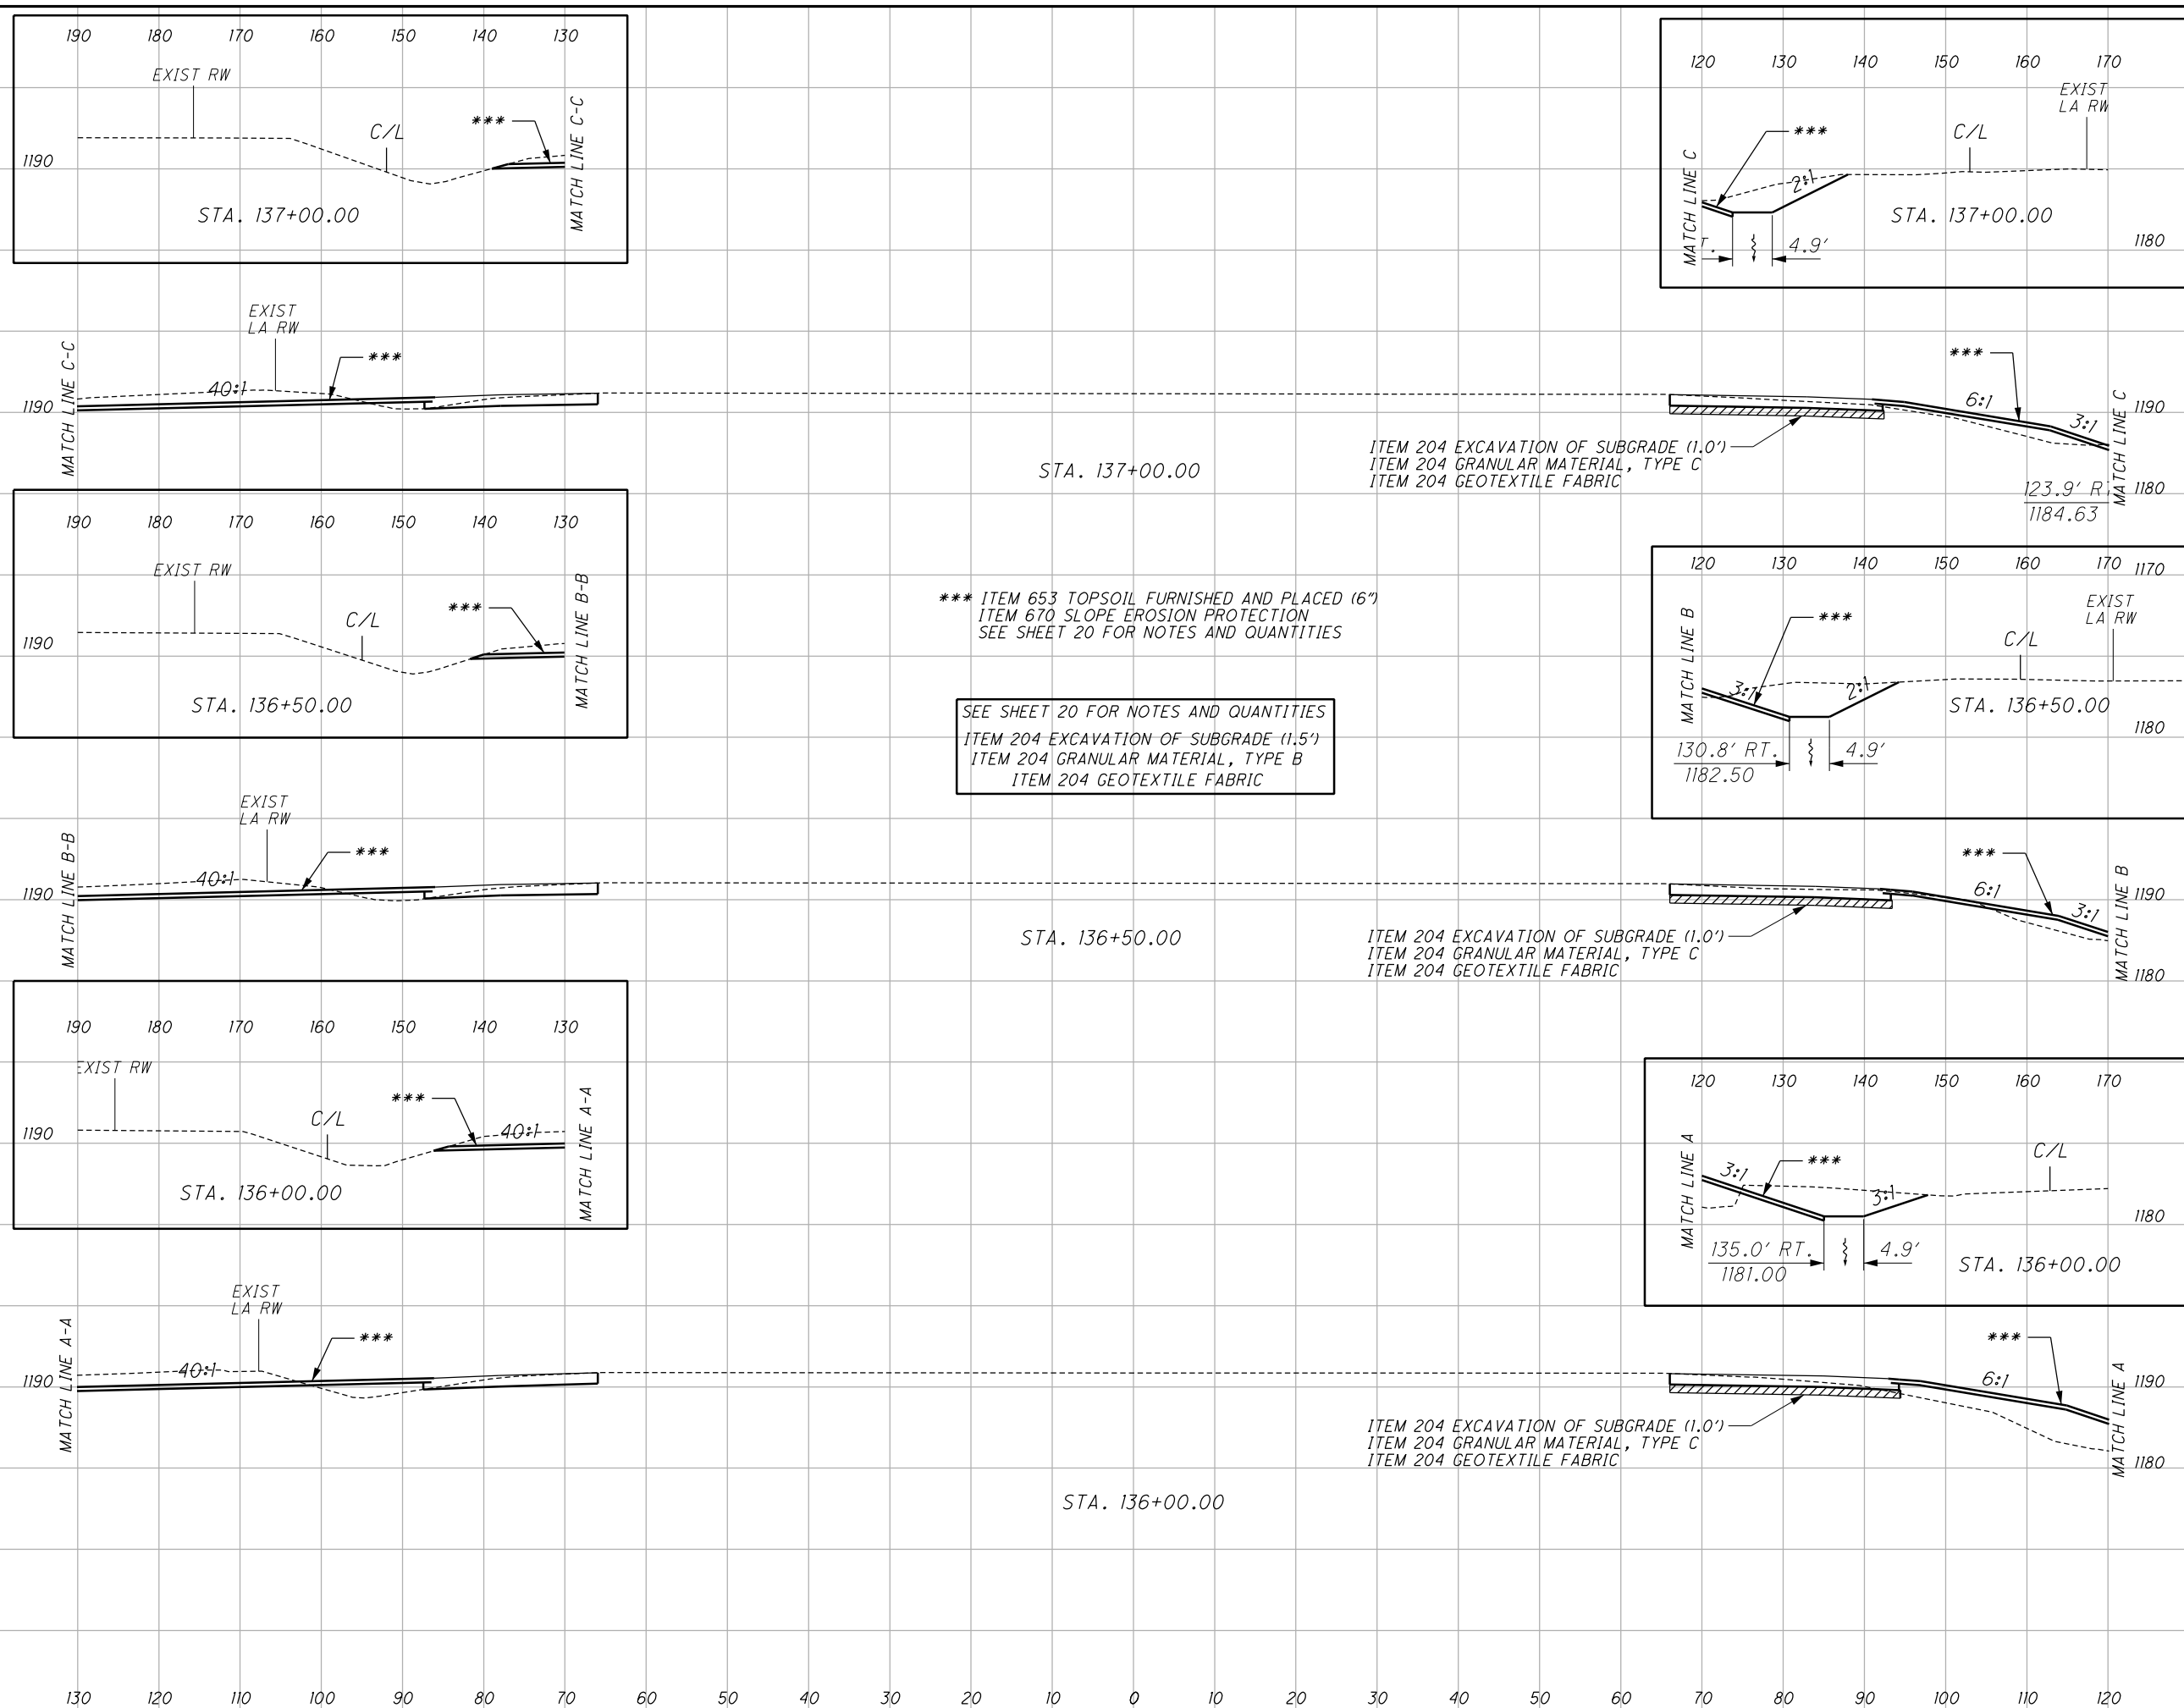 190 180 170 160 150 140 130
EXIST RW
C/L
***
1190
MATCH LINE C-C
STA. 137+00.00
120 130 140 150 160 170
EXIST
LA RW
C/L
***
MATCH LINE C
2:1
STA. 137+00.00
T.
4.9'
1180
EXIST
LA RW
***
40:1
1190
MATCH LINE C-C
***
6:1
3:1
1190
MATCH LINE C
ITEM 204 EXCAVATION OF SUBGRADE (1.0')
ITEM 204 GRANULAR MATERIAL, TYPE C
ITEM 204 GEOTEXTILE FABRIC
STA. 137+00.00
123.9' R
1184.63
1180
190 180 170 160 150 140 130
EXIST RW
C/L
***
1190
MATCH LINE B-B
STA. 136+50.00
*** ITEM 653 TOPSOIL FURNISHED AND PLACED (6")
ITEM 670 SLOPE EROSION PROTECTION
SEE SHEET 20 FOR NOTES AND QUANTITIES
SEE SHEET 20 FOR NOTES AND QUANTITIES
ITEM 204 EXCAVATION OF SUBGRADE (1.5')
ITEM 204 GRANULAR MATERIAL, TYPE B
ITEM 204 GEOTEXTILE FABRIC
120 130 140 150 160 170 1170
EXIST
LA RW
***
C/L
MATCH LINE B
3:1
2:1
STA. 136+50.00
1180
130.8' RT.
1182.50
4.9'
EXIST
LA RW
***
40:1
1190
MATCH LINE B-B
***
6:1
3:1
1190
MATCH LINE B
STA. 136+50.00
ITEM 204 EXCAVATION OF SUBGRADE (1.0')
ITEM 204 GRANULAR MATERIAL, TYPE C
ITEM 204 GEOTEXTILE FABRIC
1180
190 180 170 160 150 140 130
EXIST RW
C/L
***
40:1
1190
MATCH LINE A-A
STA. 136+00.00
120 130 140 150 160 170
MATCH LINE A
3:1
***
C/L
3:1
1180
135.0' RT.
1181.00
4.9'
STA. 136+00.00
EXIST
LA RW
***
40:1
1190
MATCH LINE A-A
***
6:1
1190
MATCH LINE A
ITEM 204 EXCAVATION OF SUBGRADE (1.0')
ITEM 204 GRANULAR MATERIAL, TYPE C
ITEM 204 GEOTEXTILE FABRIC
1180
STA. 136+00.00
130 120 110 100 90 80 70 60 50 40 30 20 10 0 10 20 30 40 50 60 70 80 90 100 110 120